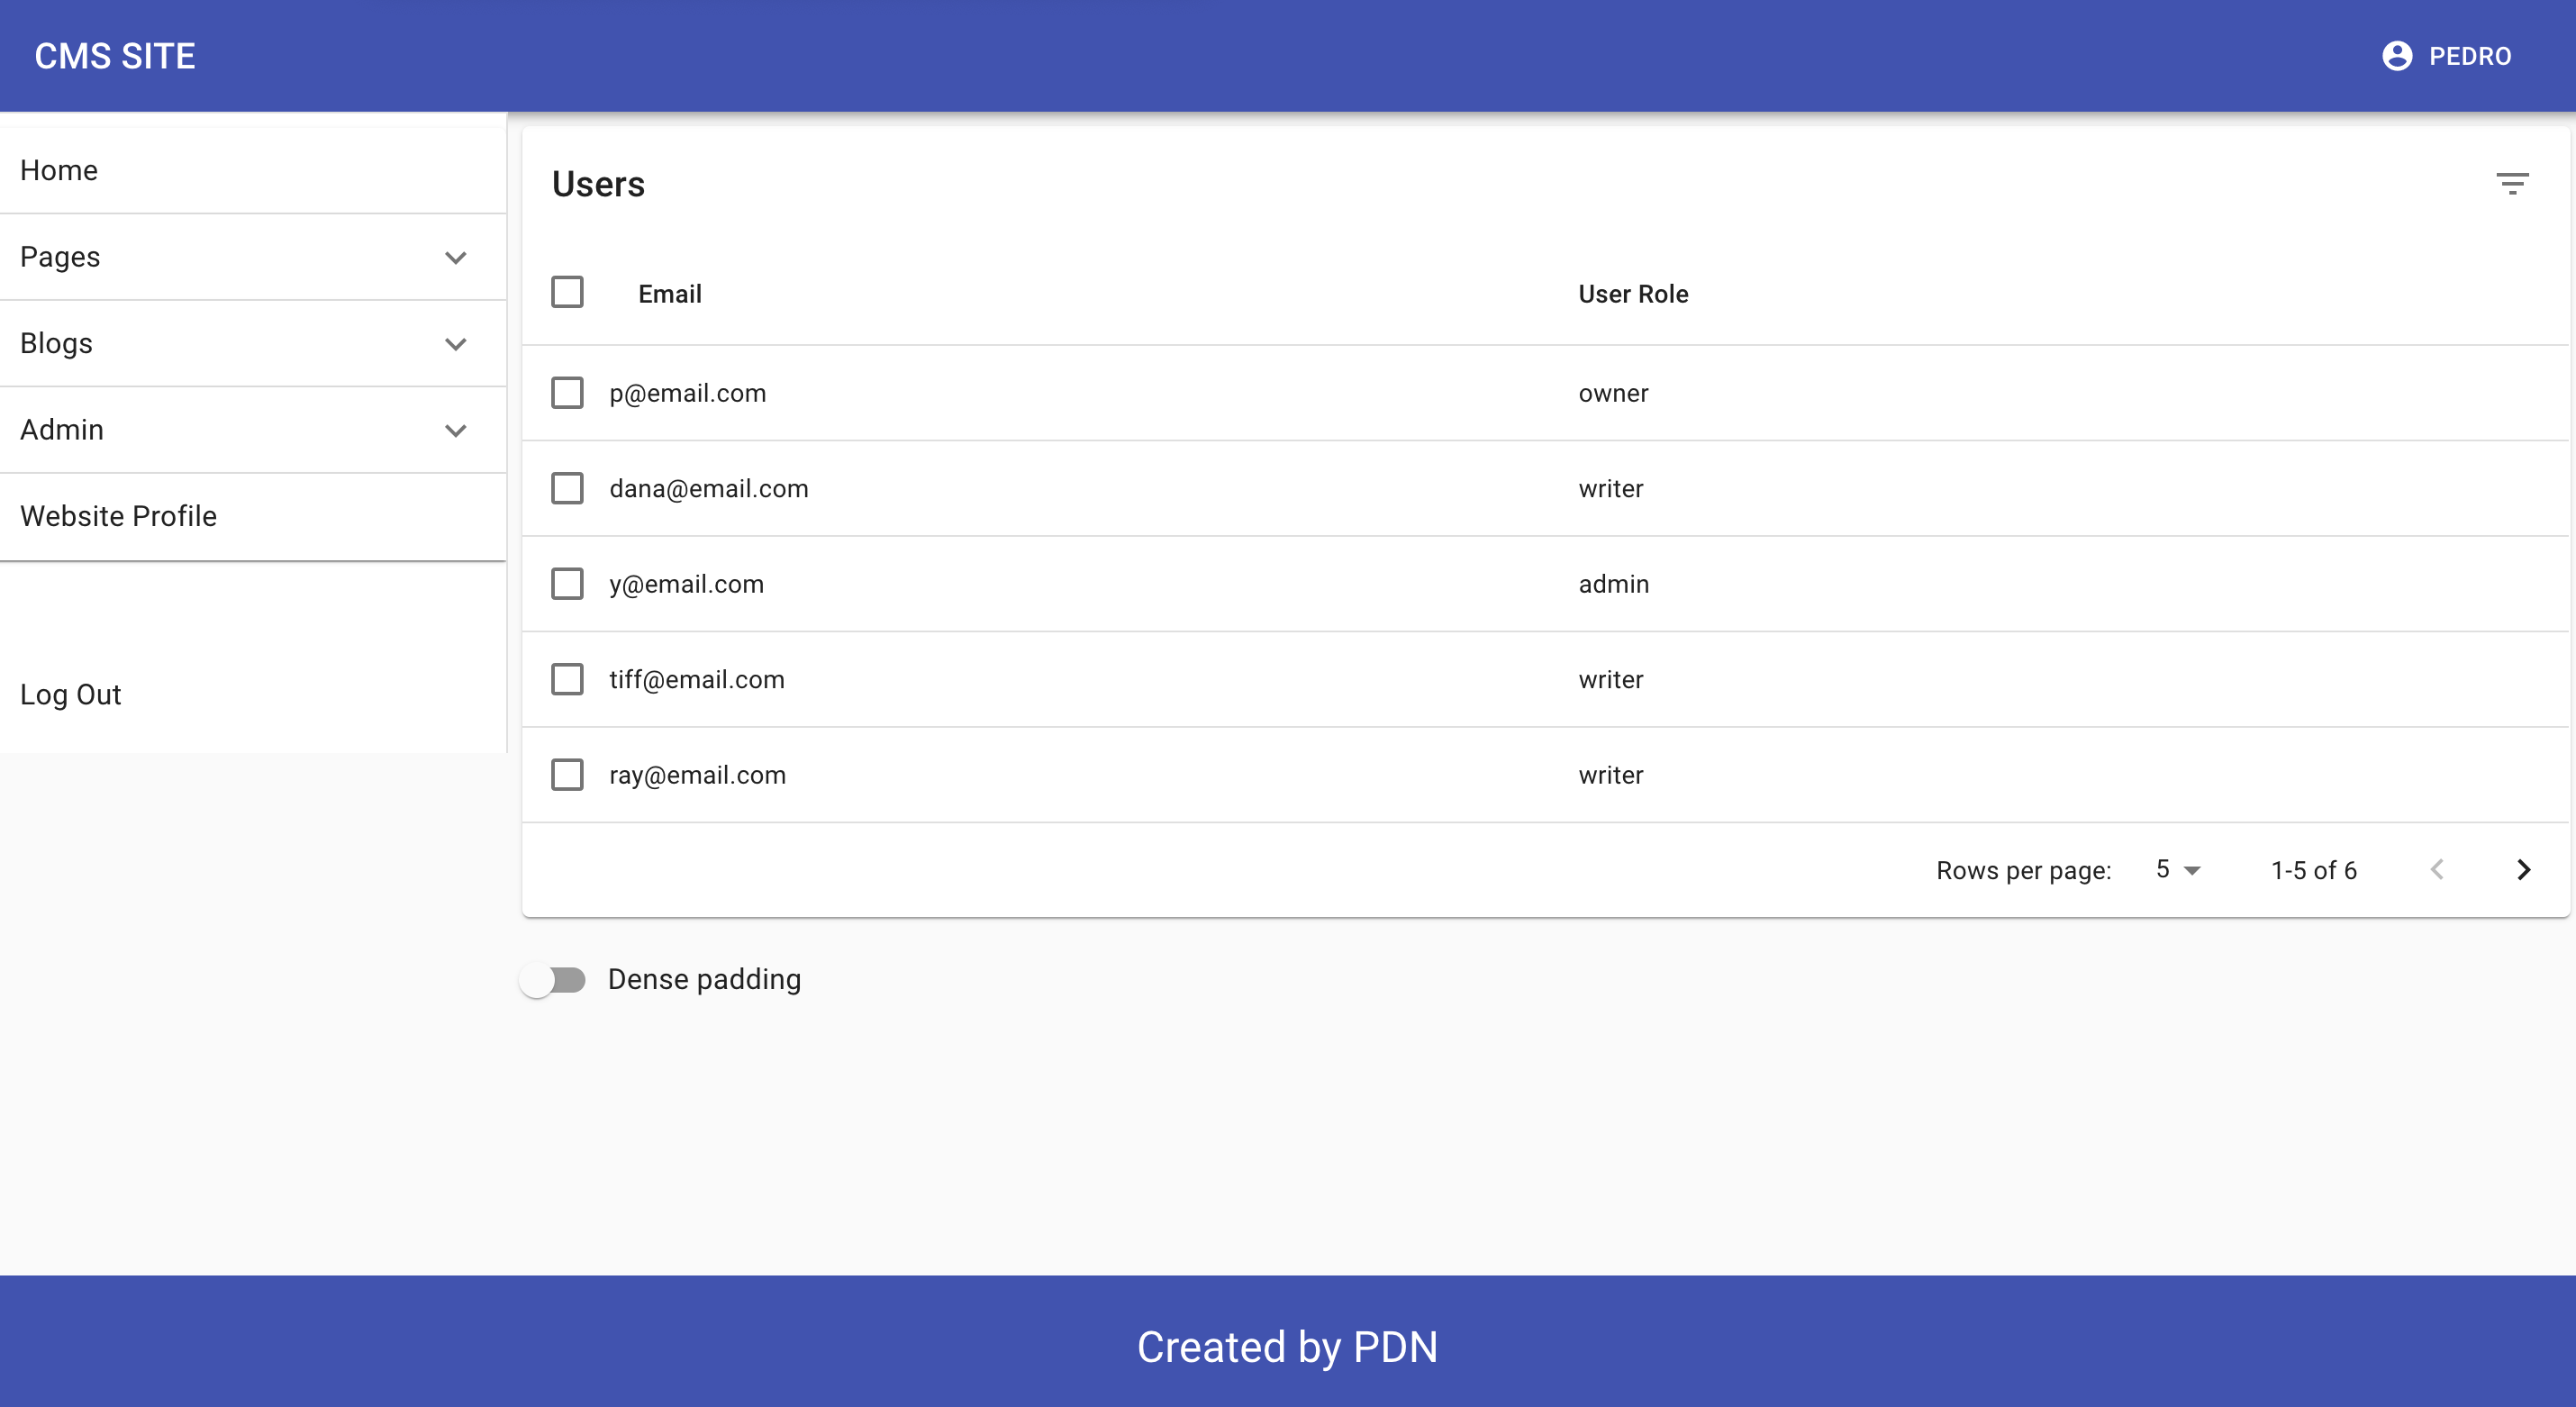 CMS SITE
PEDRO
Home
Pages
Blogs
Admin
Website Profile
Log Out
Users
Email User Role
p@email.com owner
dana@email.com writer
y@email.com admin
tiff@email.com writer
ray@email.com writer
Rows per page: 5 1-5 of 6
Dense padding
Created by PDN